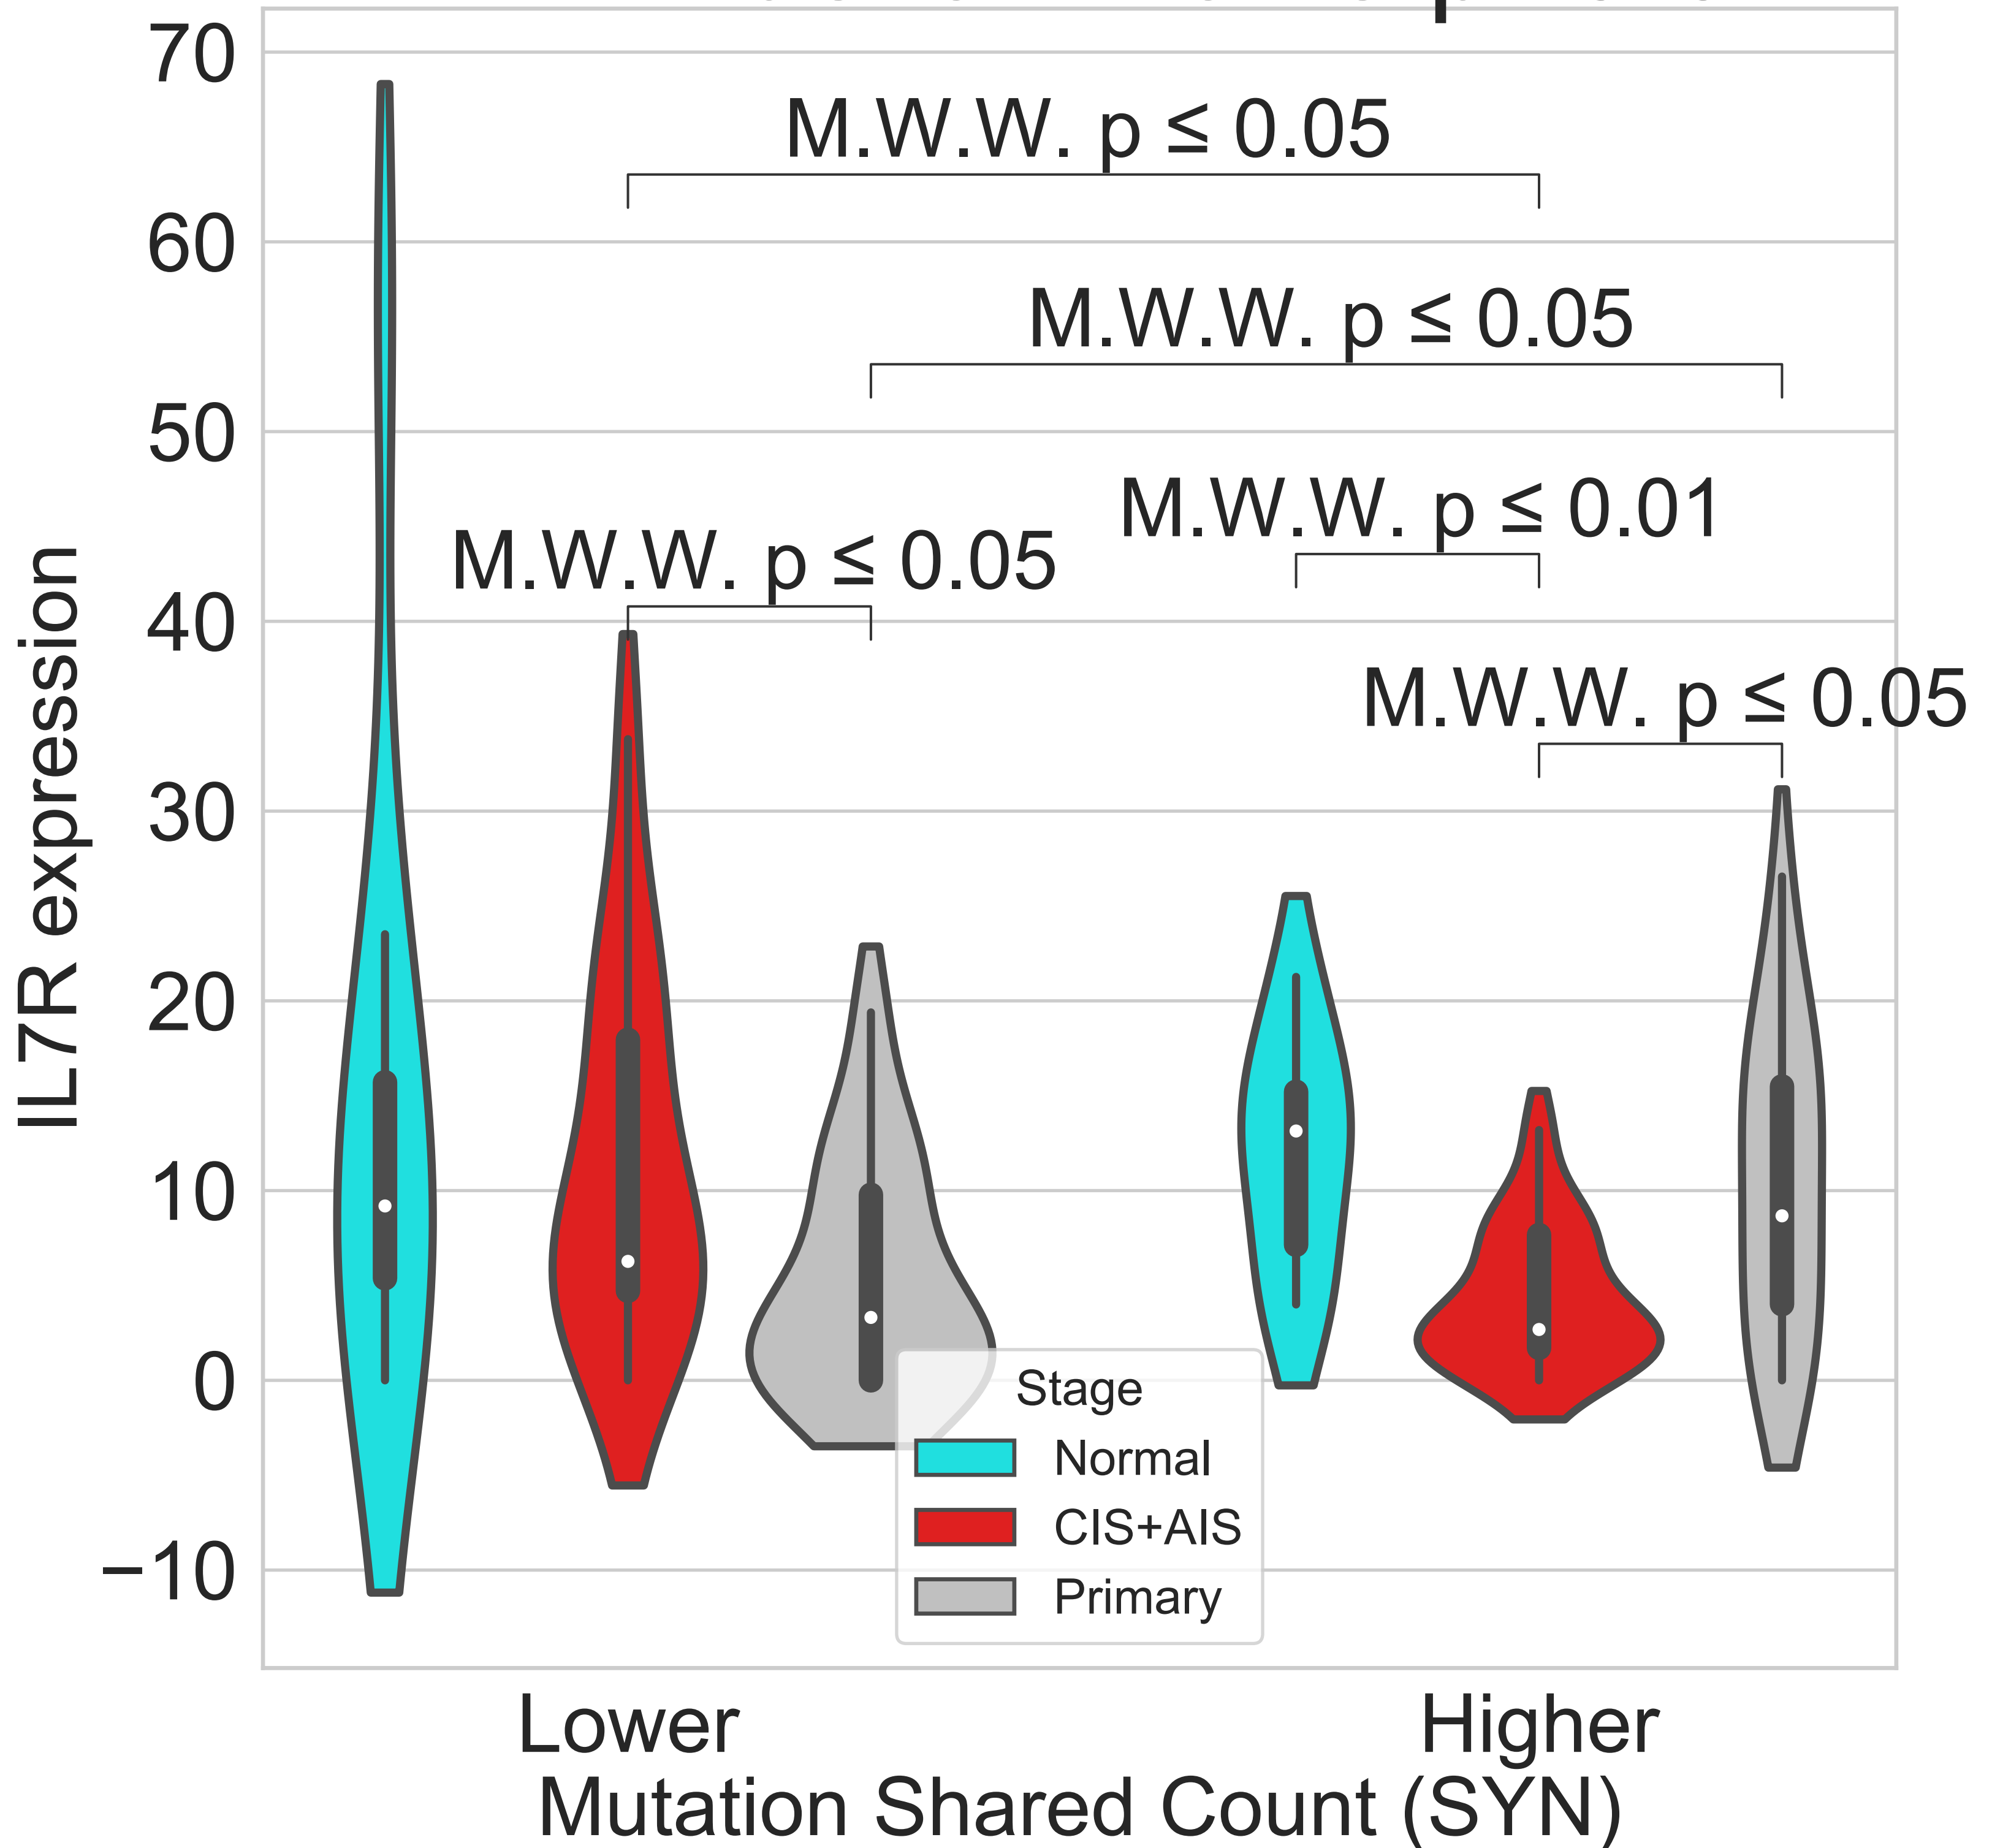 70
M.W.W. p ≤ 0.05
60
M.W.W. p ≤ 0.05
50
M.W.W. p ≤ 0.01
M.W.W. p ≤ 0.05
40
M.W.W. p ≤ 0.05
30
20
10
0
−10
IL7R expression
Stage
Normal
CIS+AIS
Primary
Lower
Higher
Mutation Shared Count (SYN)